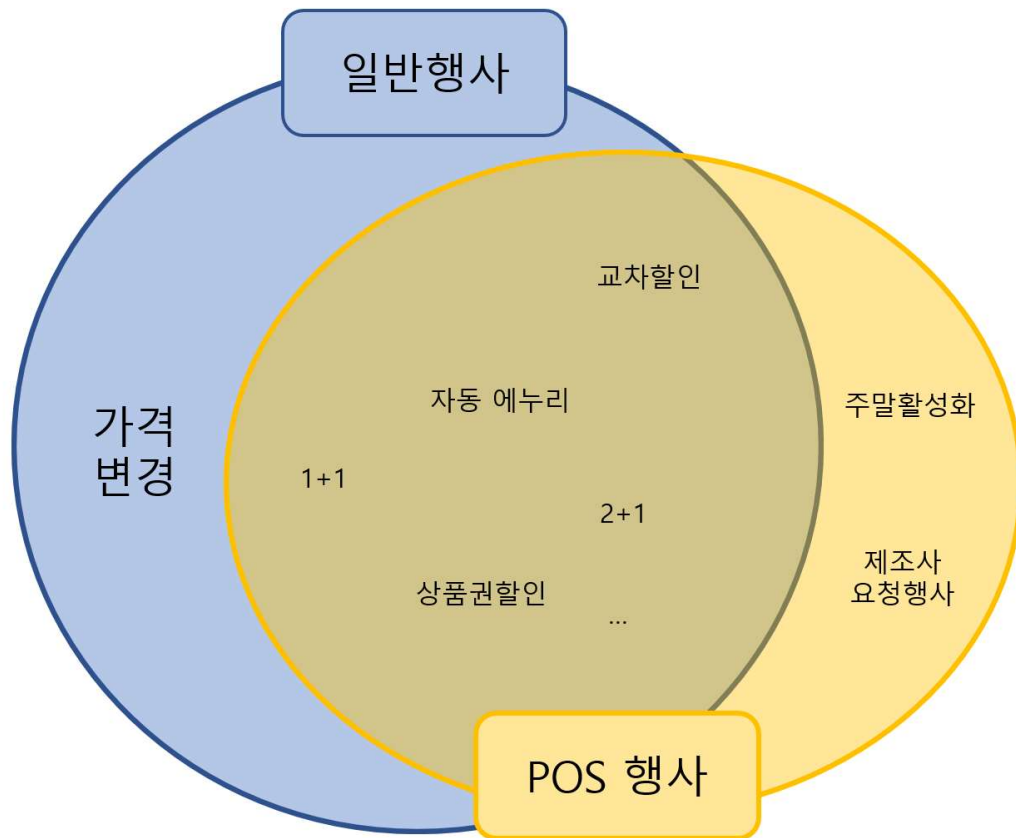 일반행사
교차할인
자동 에누리
주말활성화
가격
변경
1+1
2+1
제조사
요청행사
상품권할인
...
POS 행사